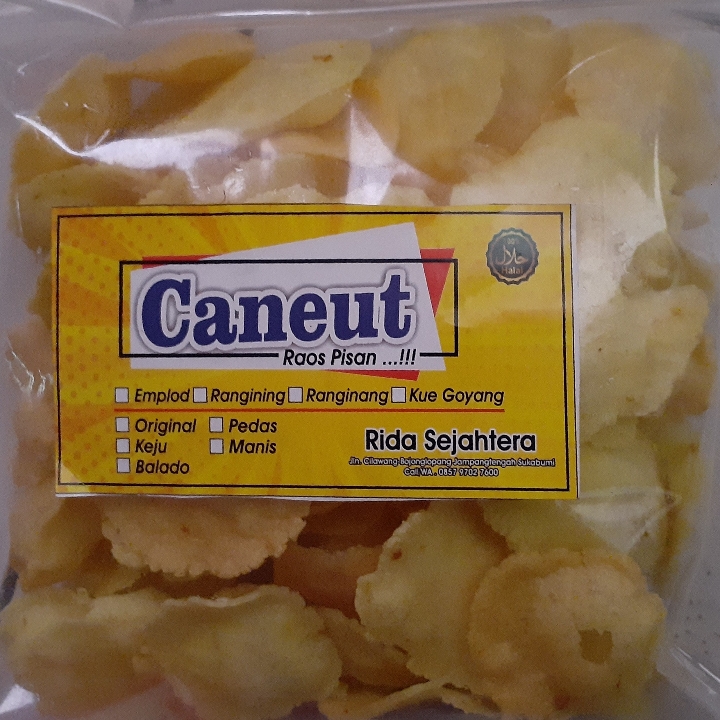 Caneut
Raos Pisan ...!!!
حلال
Halal
Emplod Rangining Ranginang Kue Goyang
Original Pedas
Keju Manis
Balado
Rida Sejahtera
Jln. Cilawang-Bojonglopang-Jampangtengah Sukabumi
Call/WA. 0857 9702 7600